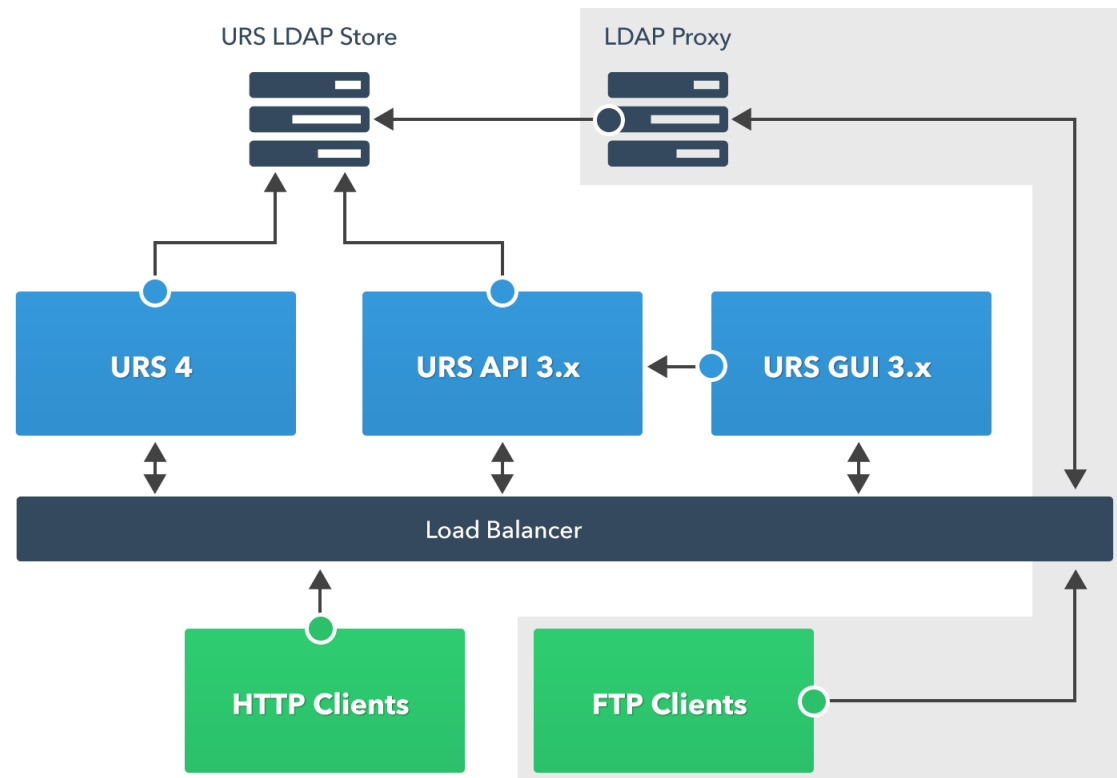 URS LDAP Store
LDAP Proxy
URS 4
URS API 3.x
URS GUI 3.x
Load Balancer
HTTP Clients
FTP Clients